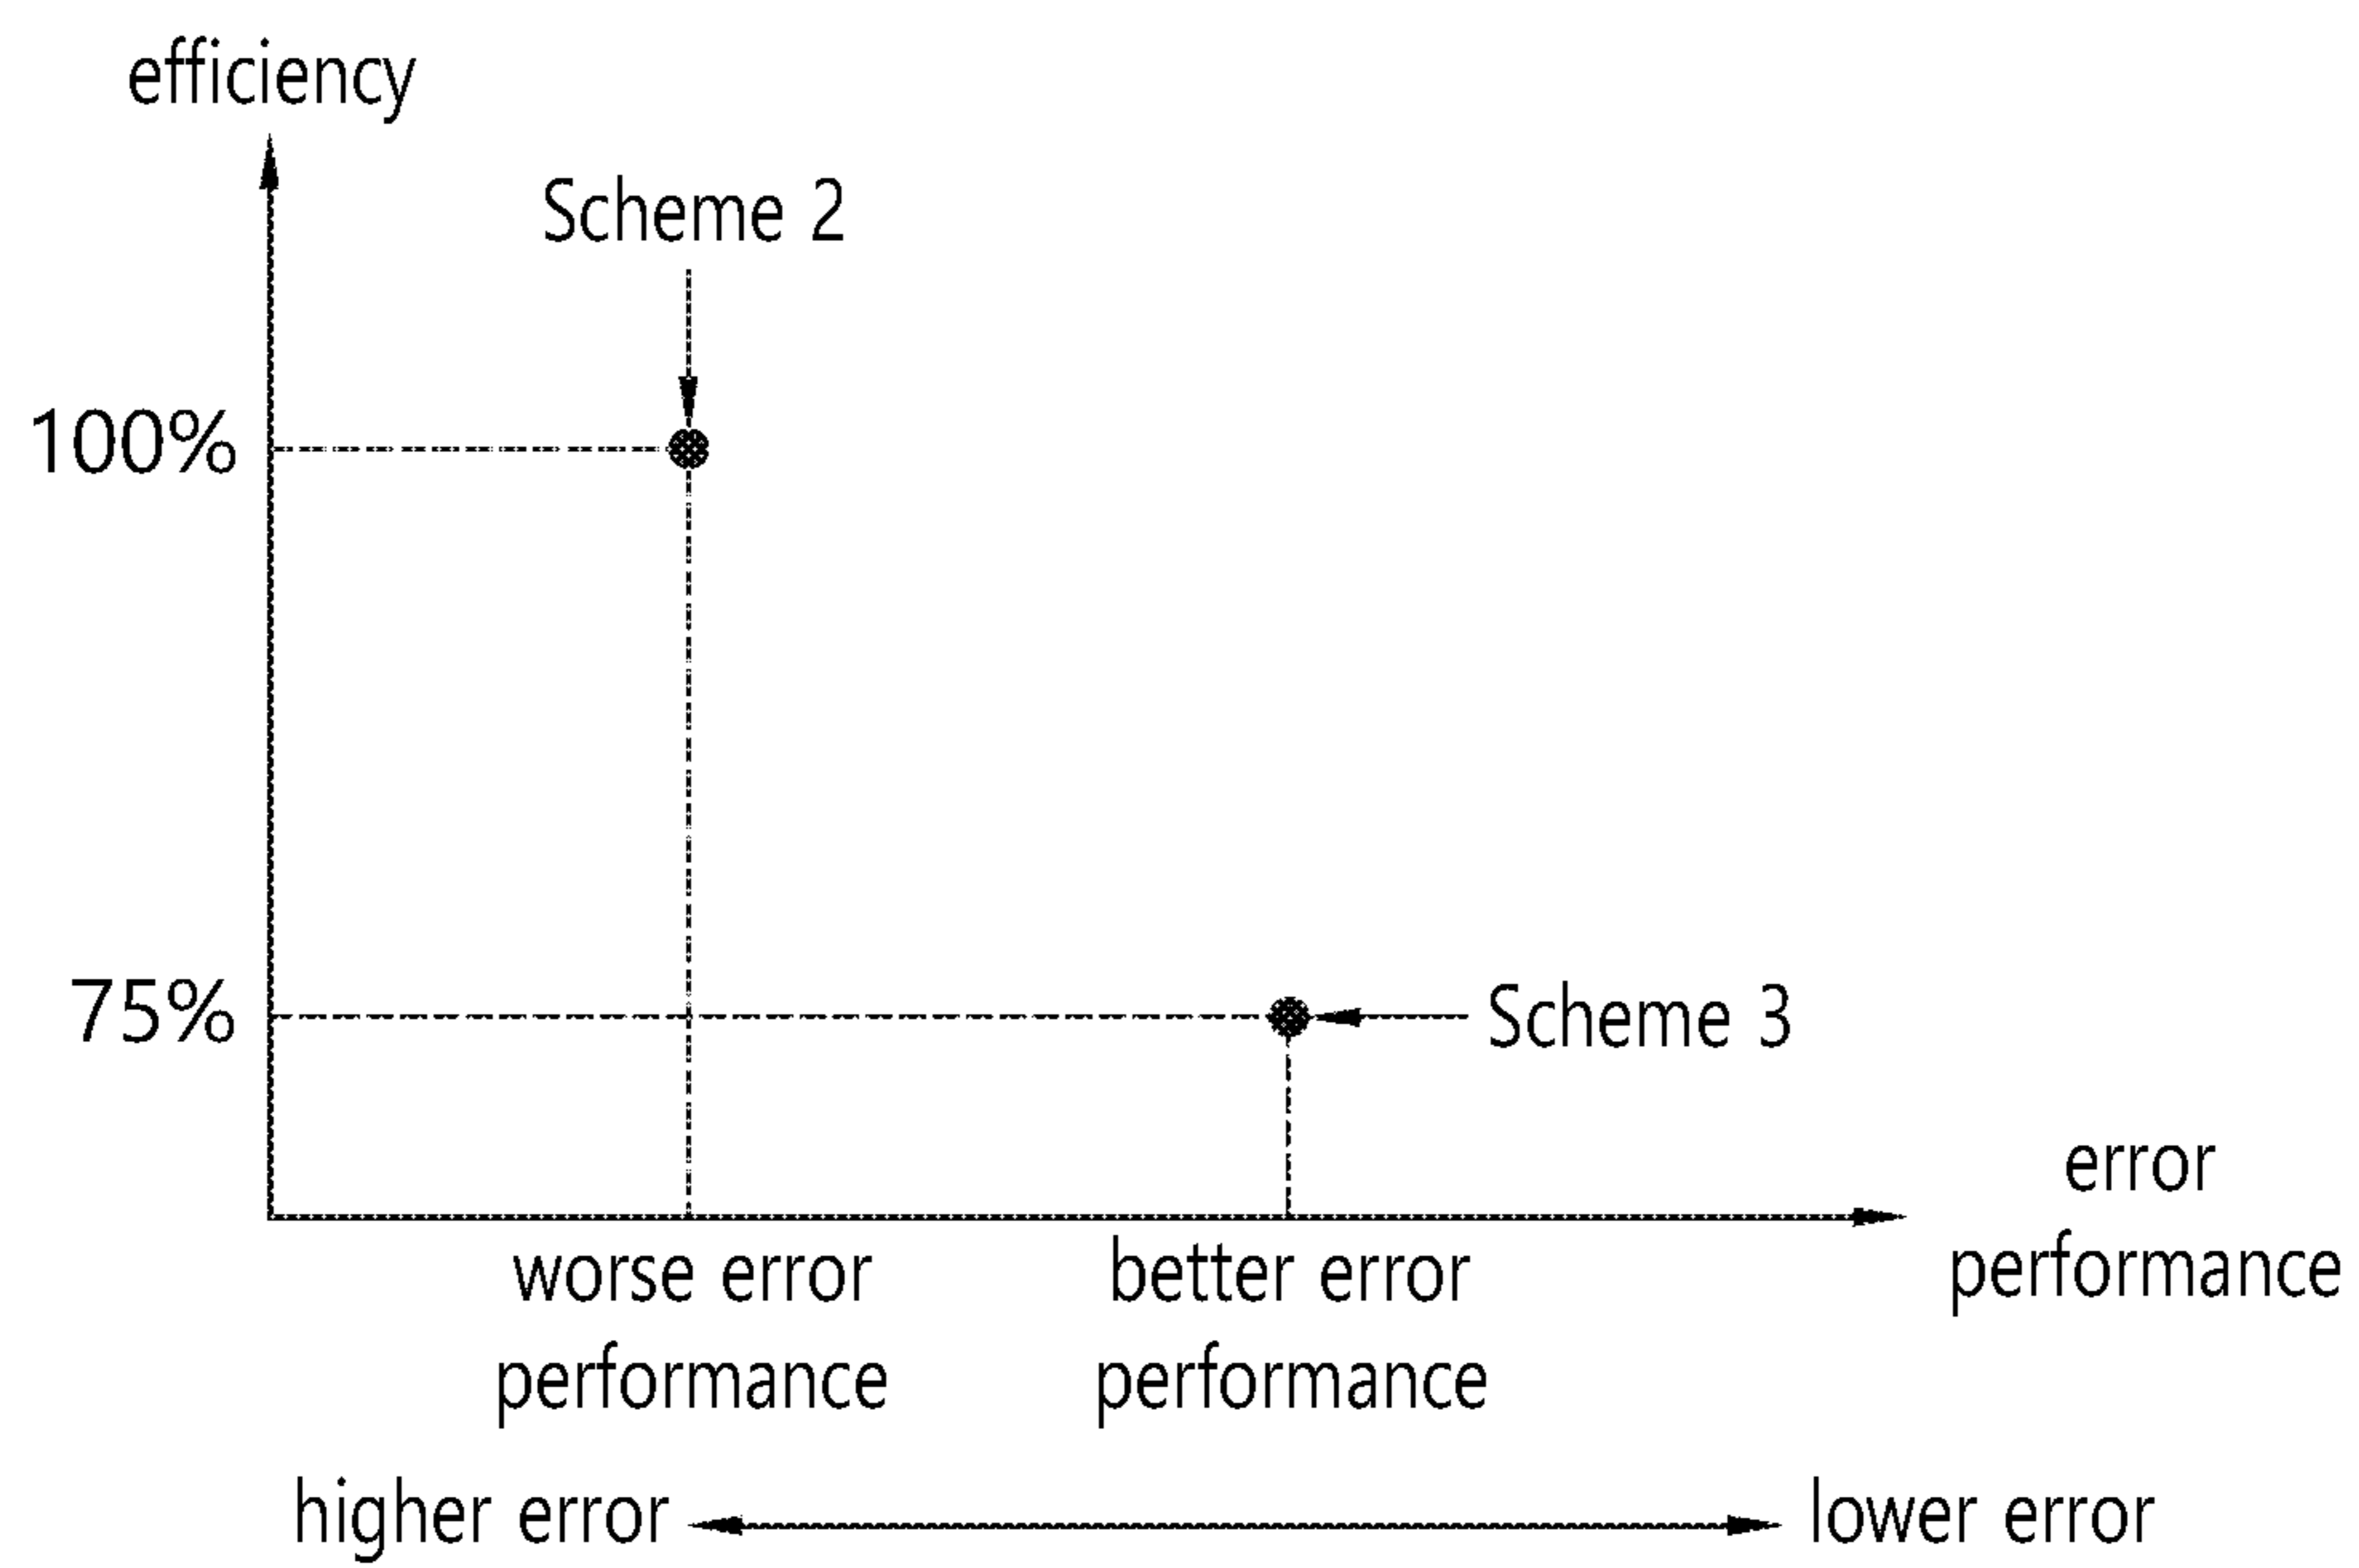 efficiency
Scheme 2
100%
75%
Scheme 3
error
performance
worse error
performance
better error
performance
higher error
lower error